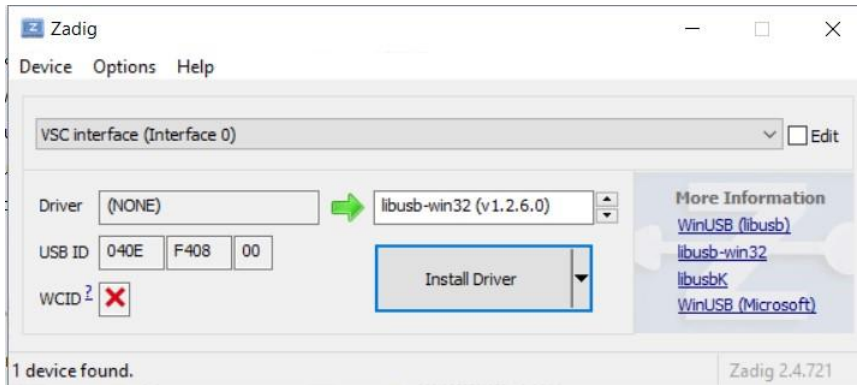 Zadig
Device Options Help
VSC interface (Interface 0)
Edit
Driver (NONE) libusb-win32 (v1.2.6.0)
USB ID 040E F408 00
WCID ?
Install Driver
More Information
WinUSB (libusb)
libusb-win32
libusbK
WinUSB (Microsoft)
1 device found.
Zadig 2.4.721